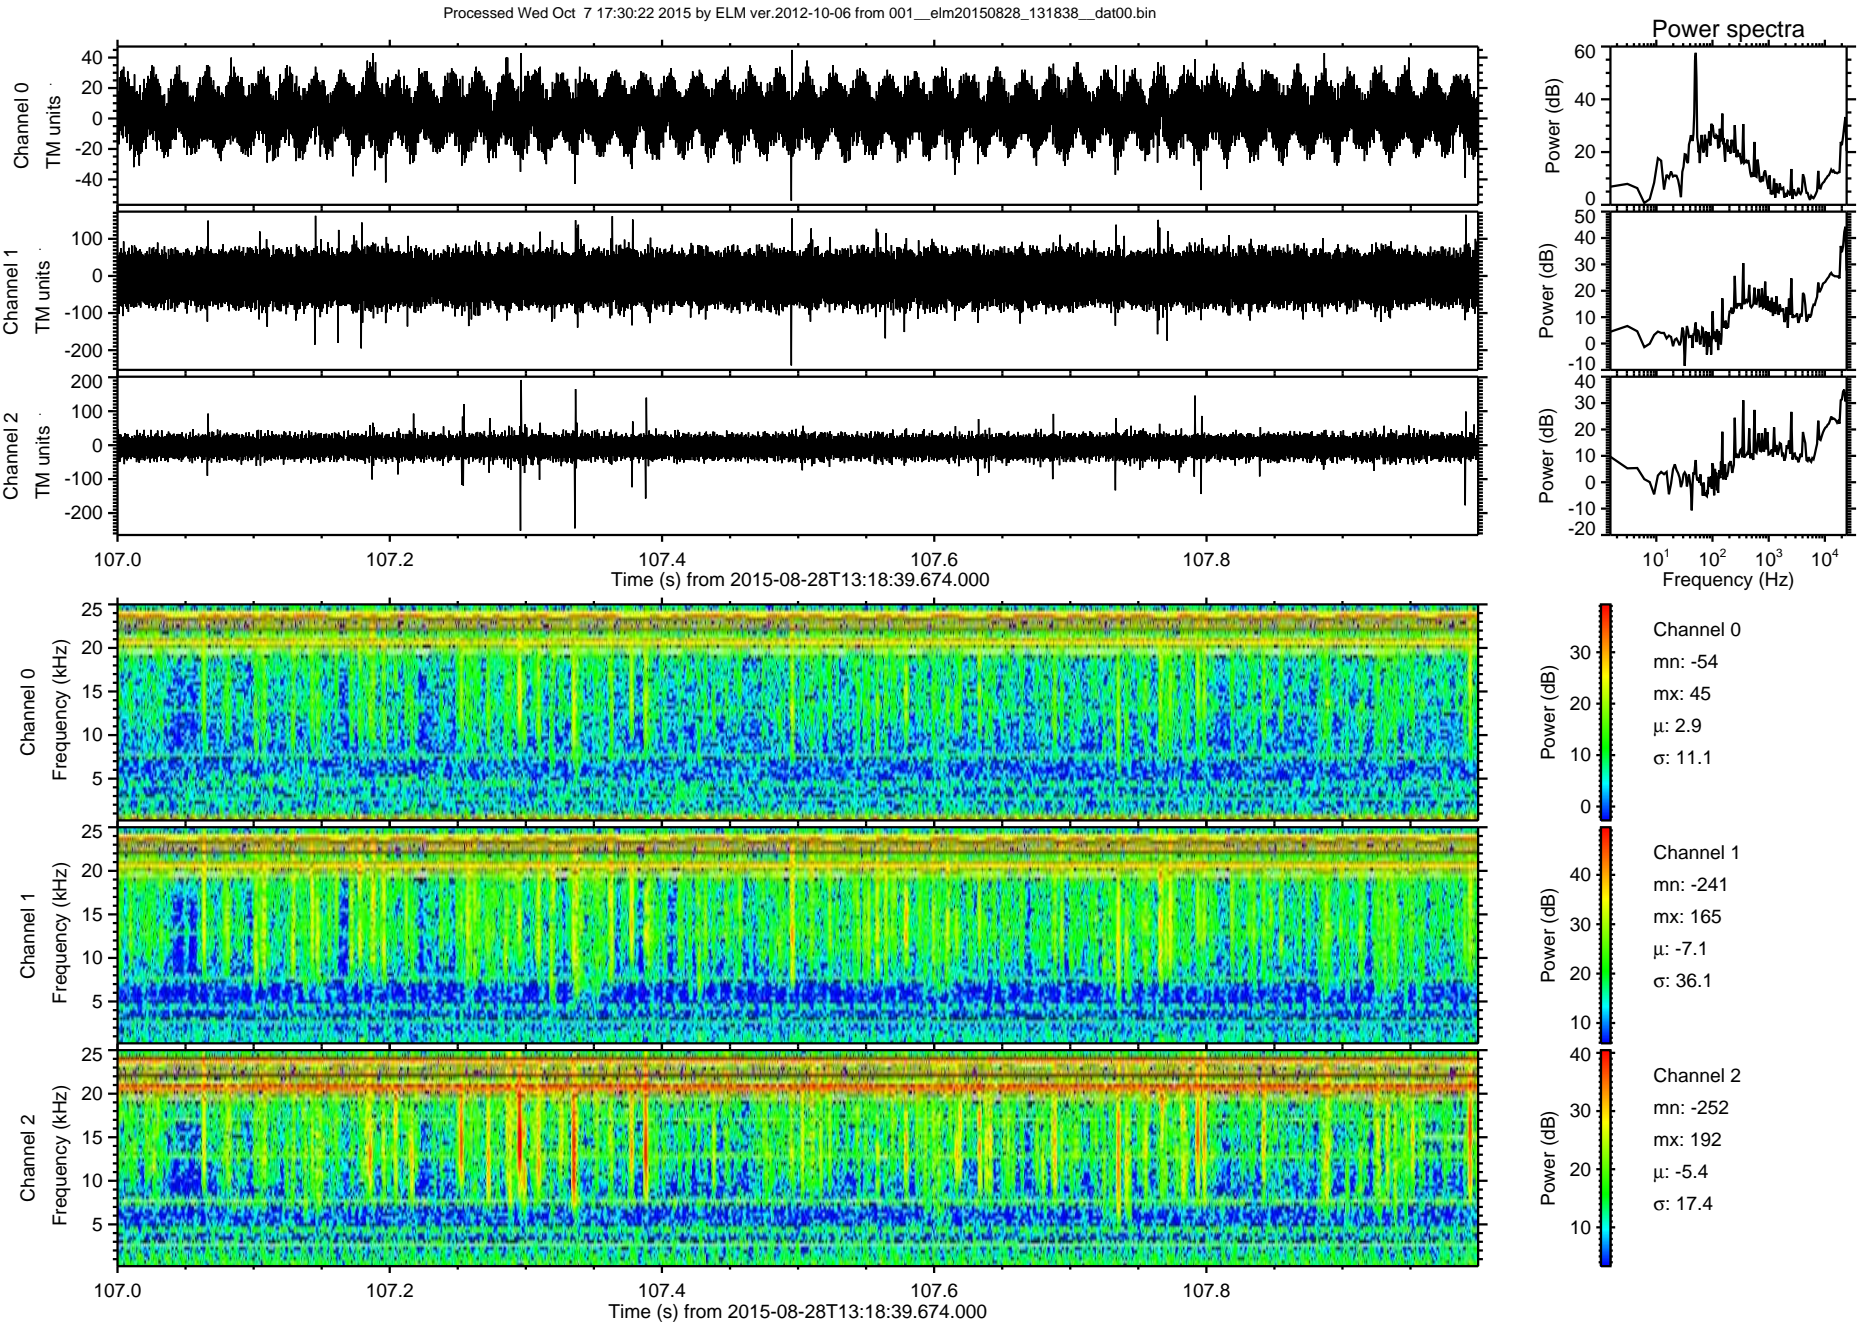 Processed Wed Oct  7 17:30:22 2015 by ELM ver.2012-10-06 from 001__elm20150828_131838__dat00.bin
Power spectra
Channel 0
TM units
40
20
0
-20
-40
Power (dB)
60
40
20
0
Channel 1
TM units
100
0
-100
-200
Power (dB)
50
40
30
20
10
0
-10
Channel 2
TM units
200
100
0
-100
-200
Power (dB)
40
30
20
10
0
-10
-20
107.0 107.2 107.4 107.6 107.8
Time (s) from 2015-08-28T13:18:39.674.000
10^1 10^2 10^3 10^4
Frequency (Hz)
Channel 0
Frequency (kHz)
25
20
15
10
5
Power (dB)
30
20
10
0
Channel 0
mn: -54
mx: 45
μ: 2.9
σ: 11.1
Channel 1
Frequency (kHz)
25
20
15
10
5
Power (dB)
40
30
20
10
Channel 1
mn: -241
mx: 165
μ: -7.1
σ: 36.1
Channel 2
Frequency (kHz)
25
20
15
10
5
Power (dB)
40
30
20
10
Channel 2
mn: -252
mx: 192
μ: -5.4
σ: 17.4
107.0 107.2 107.4 107.6 107.8
Time (s) from 2015-08-28T13:18:39.674.000